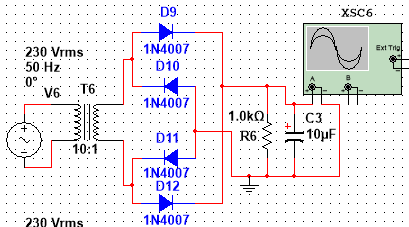 XSC6
D9
Ext Trig
A
B
230 Vrms
50 Hz
0°
1N4007
D10
V6
T6
1N4007
1.0kΩ
C3
D11
R6
10µF
10:1
1N4007
D12
230 Vrms
1N4007